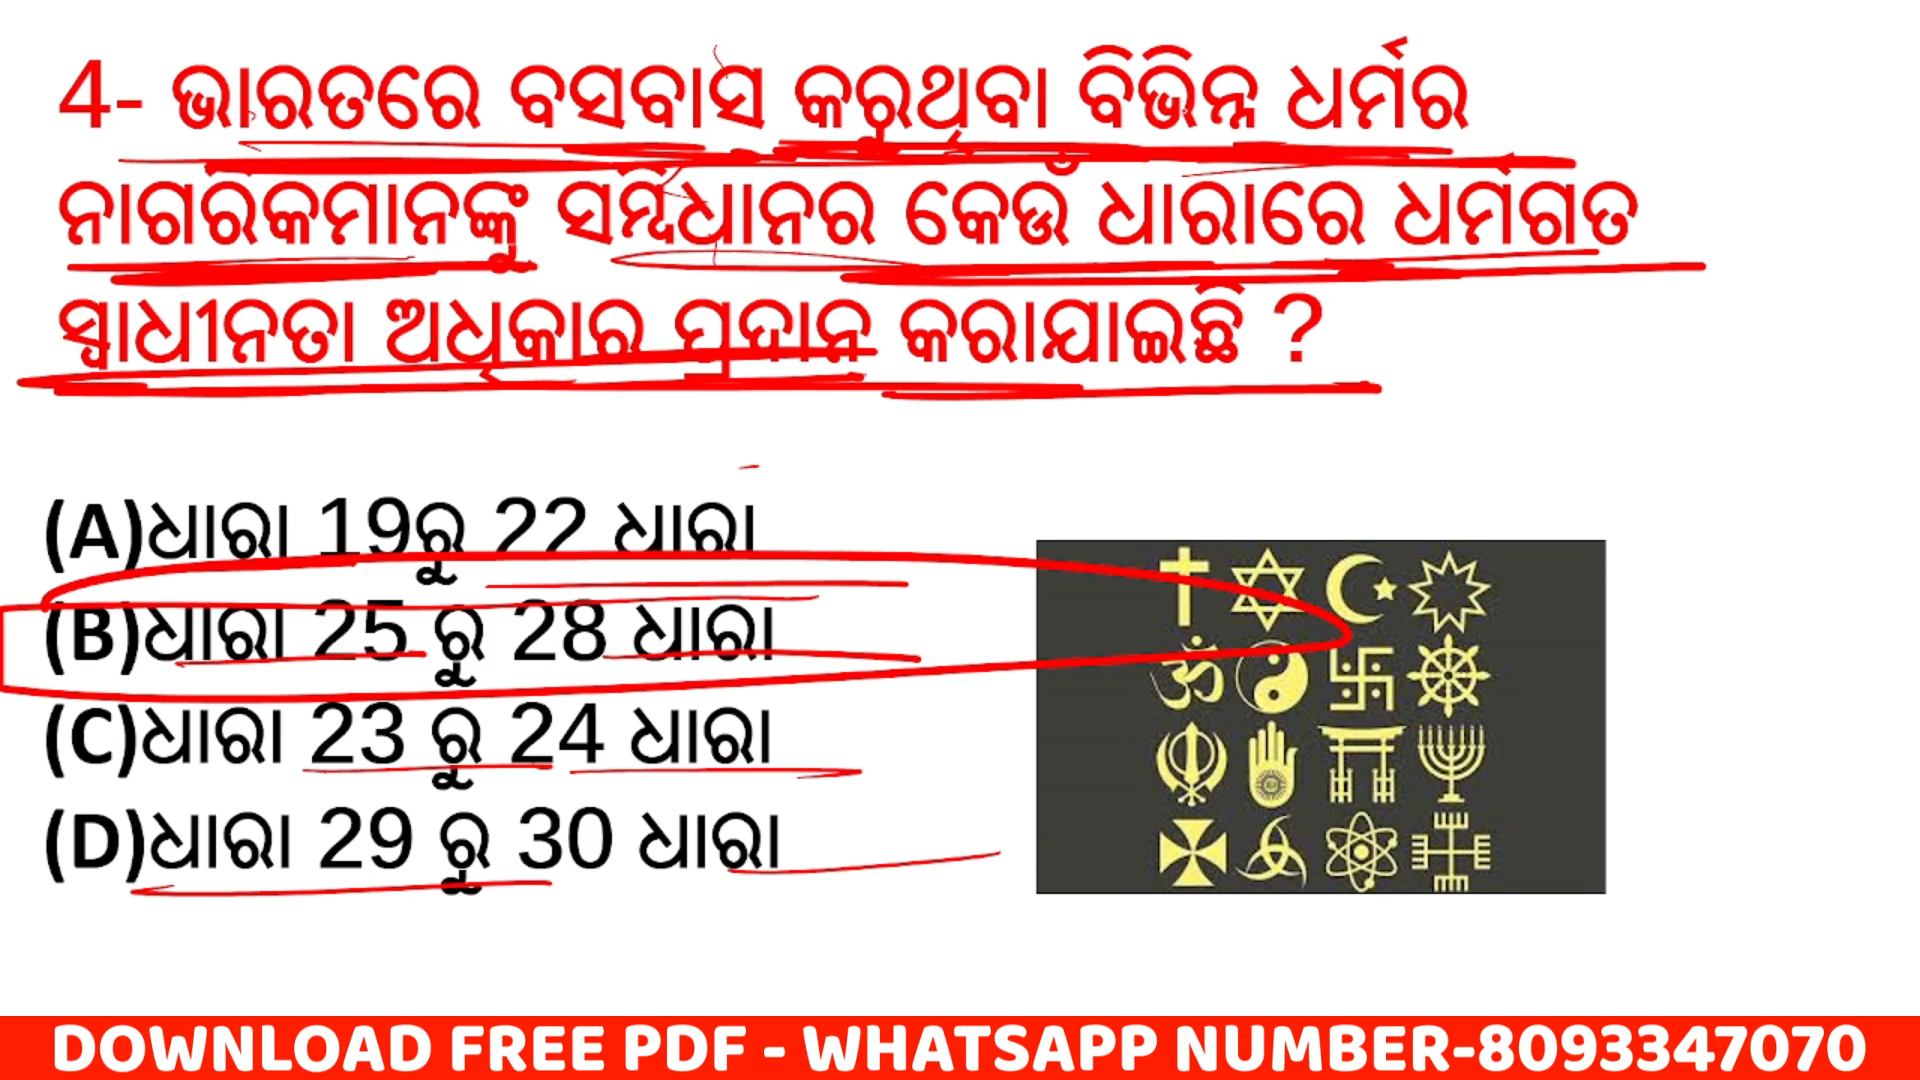 4- ଭାରତରେ ବସବାସ କରୁଥିବା ବିଭିନ୍ନ ଧର୍ମର
ନାଗରିକମାନଙ୍କୁ ସମ୍ବିଧାନର କେଉଁ ଧାରାରେ ଧର୍ମଗତ
ସ୍ୱାଧୀନତା ଅଧିକାର ପ୍ରଦାନ କରାଯାଇଛି ?
(A)ଧାରା 19ରୁ 22 ଧାରା
(B)ଧାରା 25 ରୁ 28 ଧାରା
(C)ଧାରା 23 ରୁ 24 ଧାରା
(D)ଧାରା 29 ରୁ 30 ଧାରା
DOWNLOAD FREE PDF - WHATSAPP NUMBER-8093347070